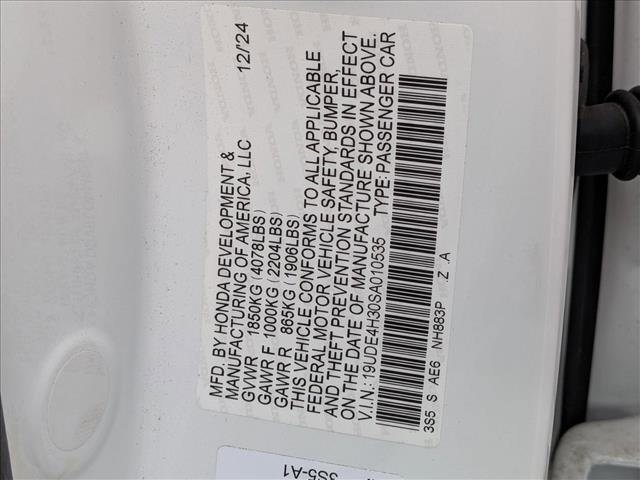 MFD. BY HONDA DEVELOPMENT & 12/'24
MANUFACTURING OF AMERICA, LLC
GVWR 1850KG (4078LBS)
GAWR F 1000KG (2204LBS)
GAWR R 865KG (1906LBS)
THIS VEHICLE CONFORMS TO ALL APPLICABLE
FEDERAL MOTOR VEHICLE SAFETY, BUMPER,
AND THEFT PREVENTION STANDARDS IN EFFECT
ON THE DATE OF MANUFACTURE SHOWN ABOVE.
V.I.N.: 19UDE4H30SA010535 TYPE: PASSENGER CAR
3S5 S AE6 NH883P Z .A
3S5-A1